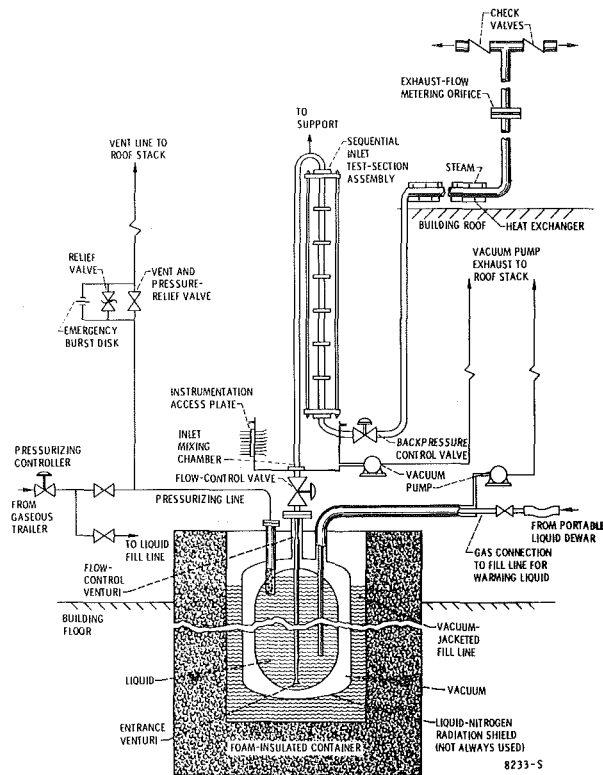 CHECK
VALVES
EXHAUST-FLOW
METERING ORIFICE
TO
SUPPORT
VENT LINE TO
ROOF STACK
SEQUENTIAL
INLET
TEST-SECTION
ASSEMBLY
STEAM
BUILDING ROOF
HEAT EXCHANGER
VACUUM PUMP
EXHAUST TO
ROOF STACK
RELIEF
VALVE
VENT AND
PRESSURE-
RELIEF VALVE
EMERGENCY
BURST DISK
INSTRUMENTATION
ACCESS PLATE
INLET
MIXING
CHAMBER
BACKPRESSURE
CONTROL VALVE
PRESSURIZING
CONTROLLER
FLOW-CONTROL
VALVE
VACUUM
PUMP
PRESSURIZING LINE
FROM
GASEOUS
TRAILER
TO LIQUID
FILL LINE
FROM PORTABLE
LIQUID DEWAR
GAS CONNECTION
TO FILL LINE FOR
WARMING LIQUID
FLOW-
CONTROL
VENTURI
BUILDING
FLOOR
VACUUM-
JACKETED
FILL LINE
LIQUID
VACUUM
ENTRANCE
VENTURI
LIQUID-NITROGEN
RADIATION SHIELD
(NOT ALWAYS USED)
FOAM-INSULATED CONTAINER
8233-S